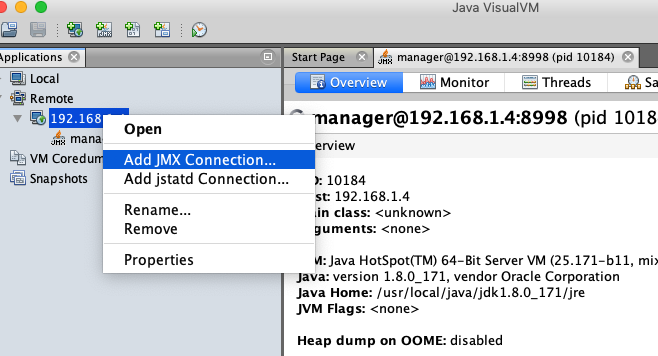 Java VisualVM
Applications
Start Page
manager@192.168.1.4:8998 (pid 10184)
Local
Remote
192.168.
mana
VM Coredum
Snapshots
Open
Add JMX Connection...
Add jstatd Connection...
Rename...
Remove
Properties
Overview
Monitor
Threads
Sa
manager@192.168.1.4:8998 (pid 1018
verview
D: 10184
st: 192.168.1.4
ain class: <unknown>
guments: <none>
M: Java HotSpot(TM) 64-Bit Server VM (25.171-b11, mix
Java: version 1.8.0_171, vendor Oracle Corporation
Java Home: /usr/local/java/jdk1.8.0_171/jre
JVM Flags: <none>
Heap dump on OOME: disabled